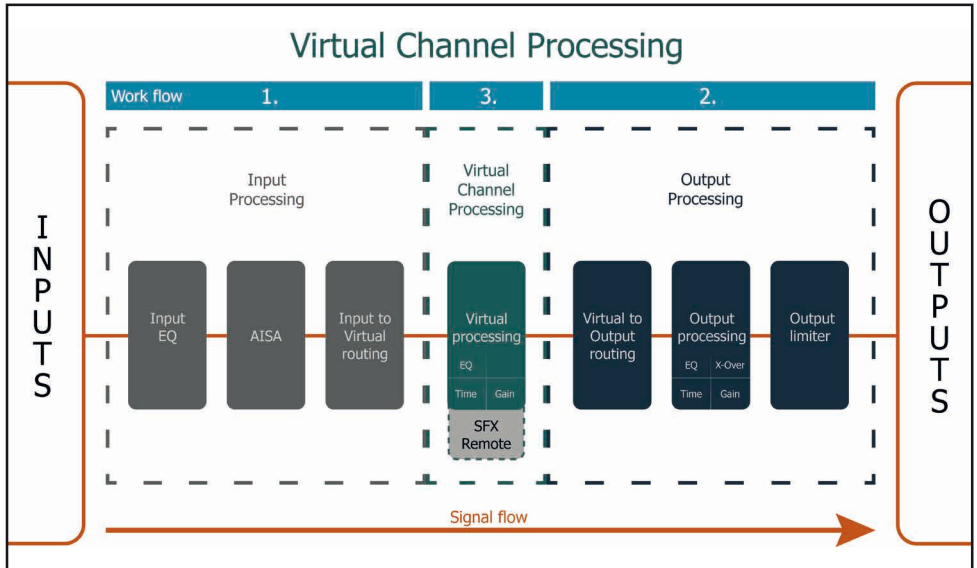 Virtual Channel Processing
Work flow
1.
3.
2.
INPUTS
Input
Processing
Virtual
Channel
Processing
Output
Processing
Input
EQ
AISA
Input to
Virtual
routing
Virtual
processing
EQ
Time Gain
SFX
Remote
Virtual to
Output
routing
Output
processing
EQ X-Over
Time Gain
Output
limiter
OUTPUTS
Signal flow